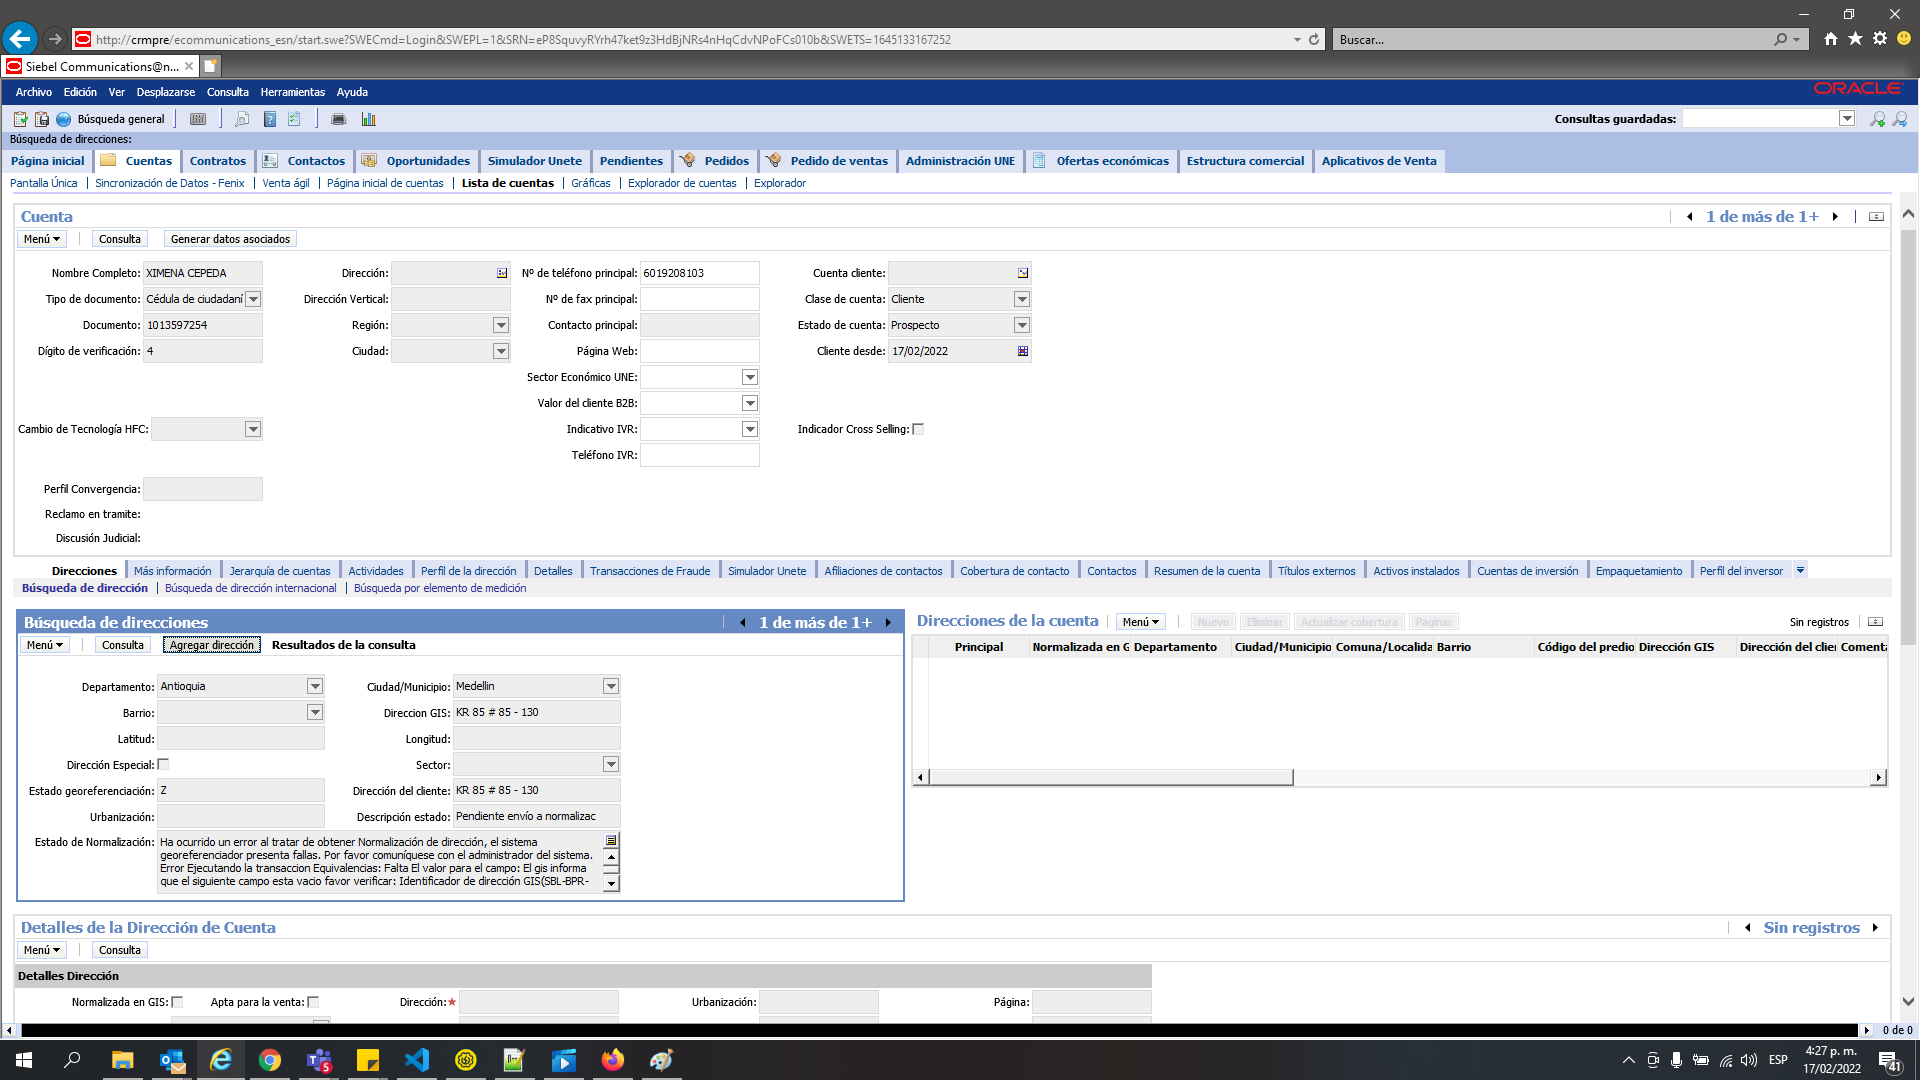 http://crmpre/ecommunications_esn/start.swe?SWECmd=Login&SWEPL=1&SRN=eP8SquvyRYrh47ket9z3HdBjNRs4nHqCdvNPoFCs010b&SWETS=1645133167252
Buscar...
Siebel Communications@n...
Archivo Edición Ver Desplazarse Consulta Herramientas Ayuda
ORACLE
Búsqueda general
Consultas guardadas:
Búsqueda de direcciones:
Página inicial Cuentas Contratos Contactos Oportunidades Simulador Unete Pendientes Pedidos Pedido de ventas Administración UNE Ofertas económicas Estructura comercial Aplicativos de Venta
Pantalla Única Sincronización de Datos - Fenix Venta ágil Página inicial de cuentas Lista de cuentas Gráficas Explorador de cuentas Explorador
Cuenta
1 de más de 1+
Menú Consulta Generar datos asociados
Nombre Completo: XIMENA CEPEDA Dirección: Nº de teléfono principal: 6019208103 Cuenta cliente:
Tipo de documento: Cédula de ciudadaní Dirección Vertical: Nº de fax principal: Clase de cuenta: Cliente
Documento: 1013597254 Región: Contacto principal: Estado de cuenta: Prospecto
Dígito de verificación: 4 Ciudad: Página Web: Cliente desde: 17/02/2022
Sector Económico UNE:
Valor del cliente B2B:
Cambio de Tecnología HFC: Indicativo IVR: Indicador Cross Selling:
Teléfono IVR:
Perfil Convergencia:
Reclamo en tramite:
Discusión Judicial:
Direcciones Más información Jerarquía de cuentas Actividades Perfil de la dirección Detalles Transacciones de Fraude Simulador Unete Afiliaciones de contactos Cobertura de contacto Contactos Resumen de la cuenta Títulos externos Activos instalados Cuentas de inversión Empaquetamiento Perfil del inversor
Búsqueda de dirección Búsqueda de dirección internacional Búsqueda por elemento de medición
Búsqueda de direcciones
1 de más de 1+
Menú Consulta Agregar dirección Resultados de la consulta
Departamento: Antioquia Ciudad/Municipio: Medellin
Barrio: Direccion GIS: KR 85 # 85 - 130
Latitud: Longitud:
Dirección Especial: Sector:
Estado georeferenciación: Z Dirección del cliente: KR 85 # 85 - 130
Urbanización: Descripción estado: Pendiente envío a normalizac
Estado de Normalización: Ha ocurrido un error al tratar de obtener Normalización de dirección, el sistema
georeferenciador presenta fallas. Por favor comuníquese con el administrador del sistema.
Error Ejecutando la transaccion Equivalencias: Falta El valor para el campo: El gis informa
que el siguiente campo esta vacio favor verificar: Identificador de dirección GIS(SBL-BPR-
Direcciones de la cuenta Menú Nuevo Eliminar Actualizar cobertura Paginar Sin registros
Principal Normalizada en G Departamento Ciudad/Municipio Comuna/Localida Barrio Código del predio Dirección GIS Dirección del clie Comenta
Detalles de la Dirección de Cuenta
Sin registros
Menú Consulta
Detalles Dirección
Normalizada en GIS: Apta para la venta: Dirección:* Urbanización: Página:
0 de 0
5
ESP
4:27 p. m.
17/02/2022
41